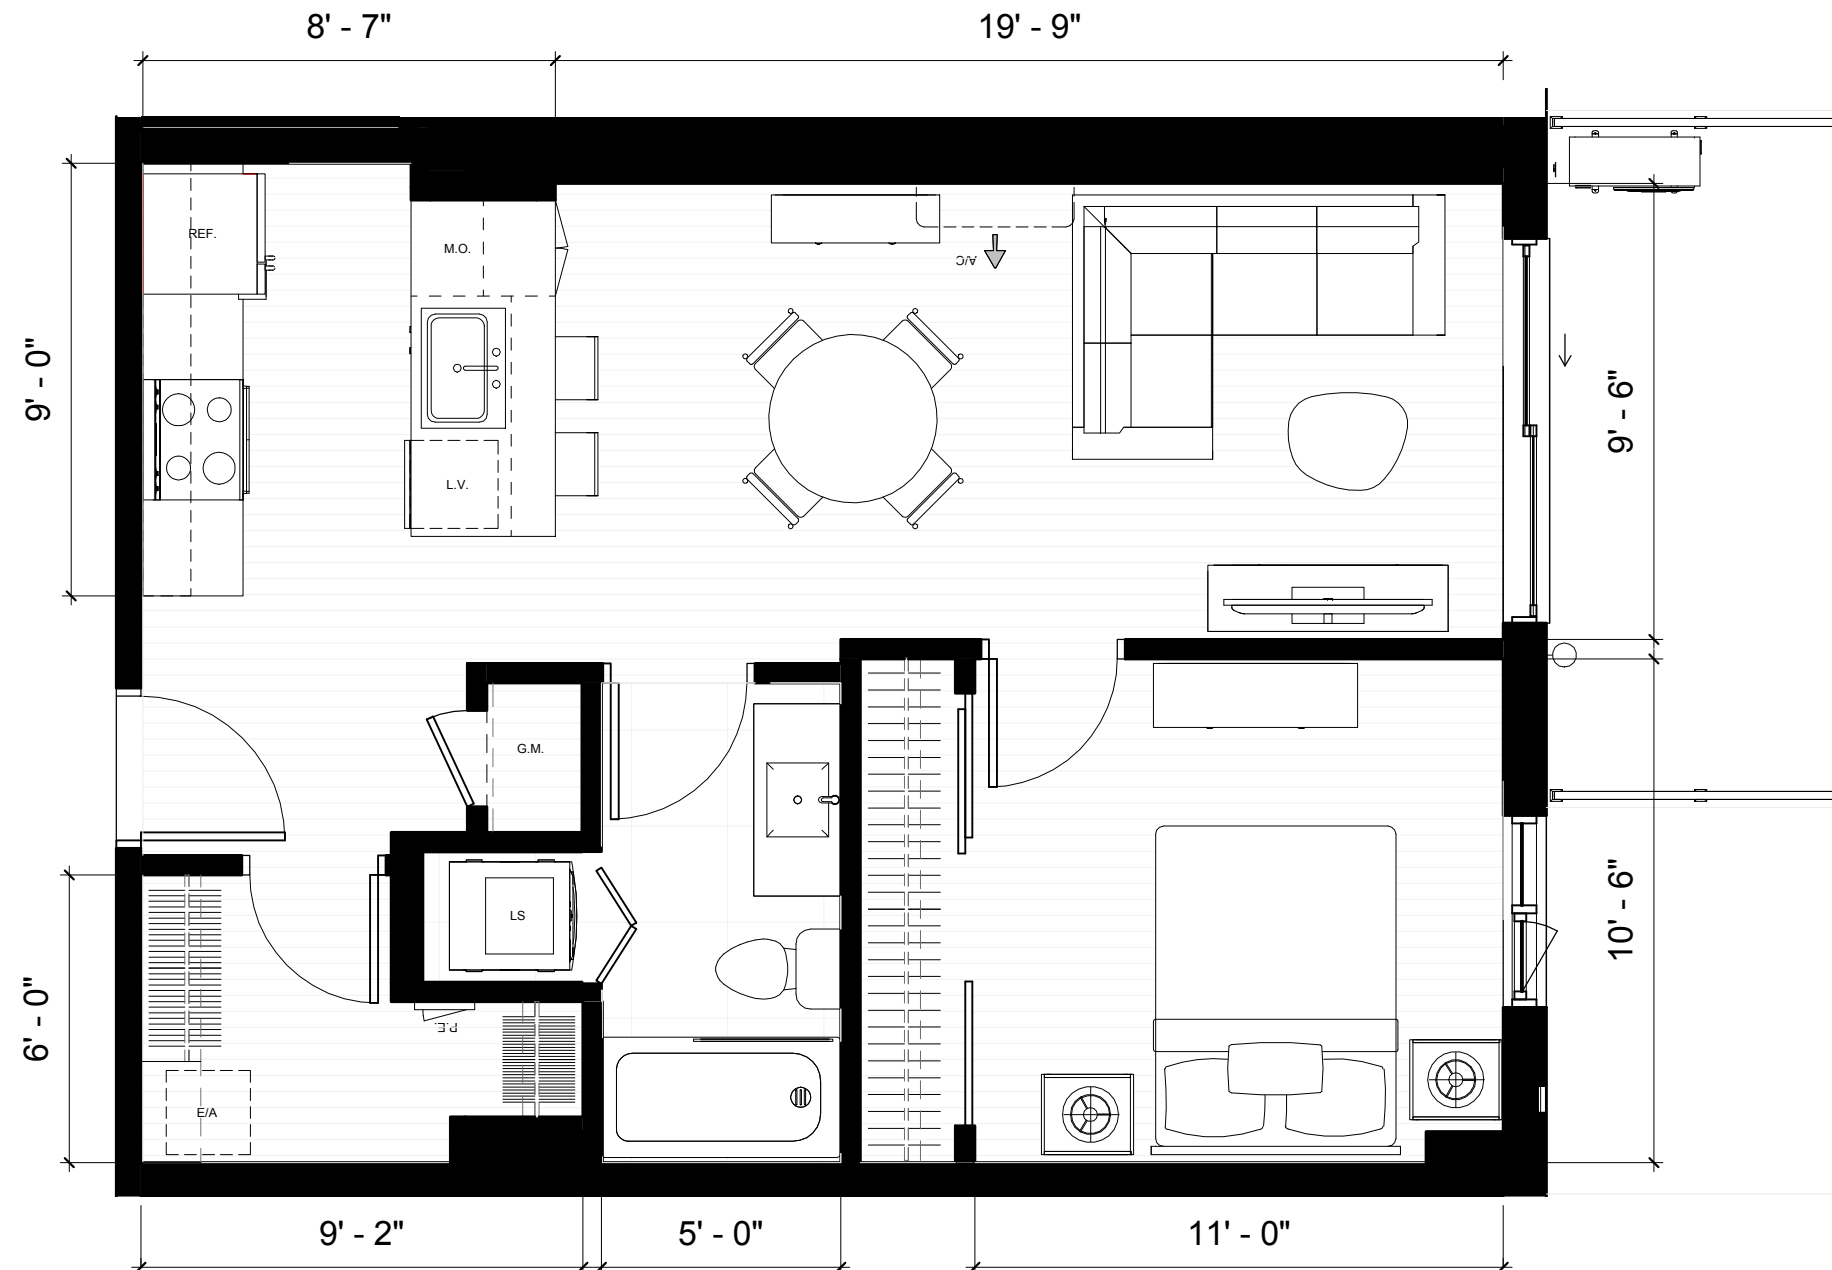 8' - 7"
19' - 9"
REF.
M.O.
A/C
9' - 0"
9' - 6"
L.V.
G.M.
LS
10' - 6"
6' - 0"
P.E.
E/A
9' - 2"
5' - 0"
11' - 0"